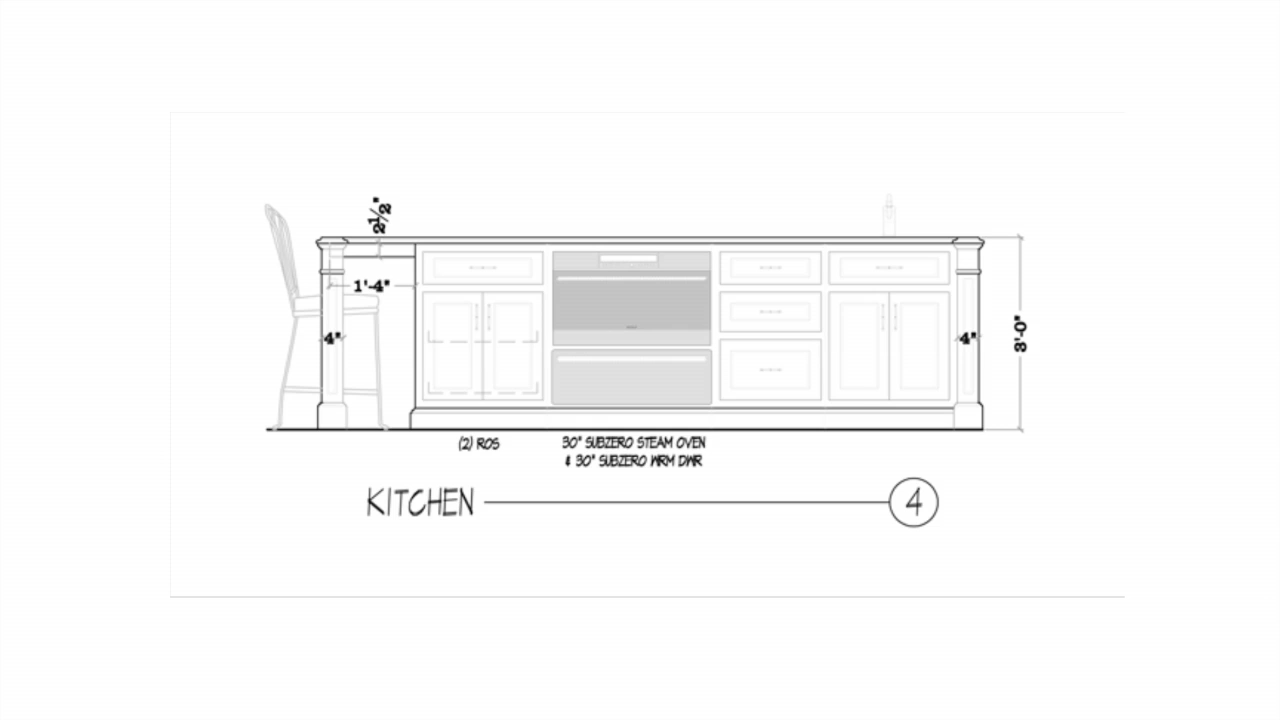 2½"
1'-4"
4"
4"
3'-0"
(2) ROS
30" SUBZERO STEAM OVEN
& 30" SUBZERO WRM DWR
KITCHEN
4